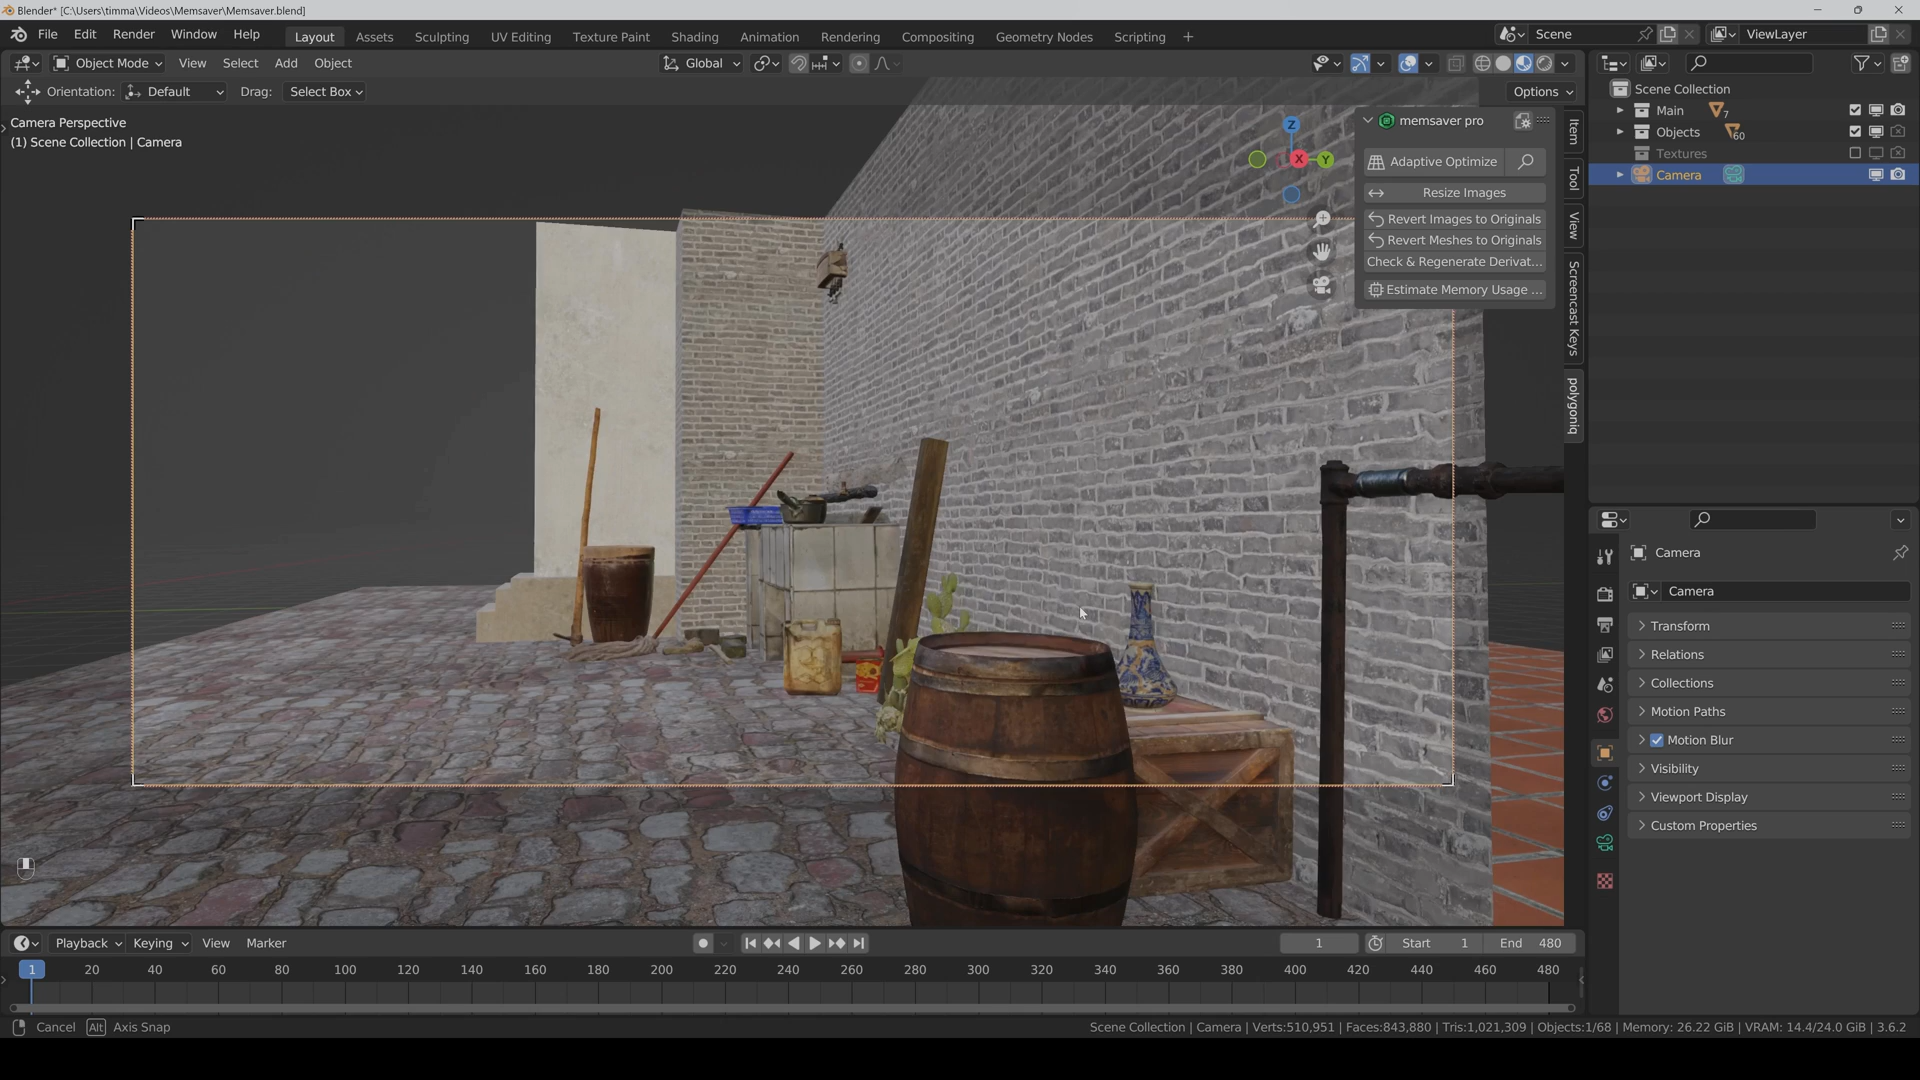 Blender* [C:\Users\timma\Videos\Memsaver\Memsaver.blend]
File Edit Render Window Help Layout Assets Sculpting UV Editing Texture Paint Shading Animation Rendering Compositing Geometry Nodes Scripting + Scene ViewLayer
Object Mode View Select Add Object Global
Orientation: Default Drag: Select Box Options
Camera Perspective
(1) Scene Collection | Camera
Z
X
Y
memsaver pro
Adaptive Optimize
Resize Images
Revert Images to Originals
Revert Meshes to Originals
Check & Regenerate Derivat...
Estimate Memory Usage ...
Item
Tool
View
Screencast Keys
polygoniq
Scene Collection
Main 7
Objects 60
Textures
Camera
Camera
Camera
Transform
Relations
Collections
Motion Paths
Motion Blur
Visibility
Viewport Display
Custom Properties
Playback Keying View Marker 1 Start 1 End 480
1 20 40 60 80 100 120 140 160 180 200 220 240 260 280 300 320 340 360 380 400 420 440 460 480
Cancel Alt Axis Snap
Scene Collection | Camera | Verts:510,951 | Faces:843,880 | Tris:1,021,309 | Objects:1/68 | Memory: 26.22 GiB | VRAM: 14.4/24.0 GiB | 3.6.2